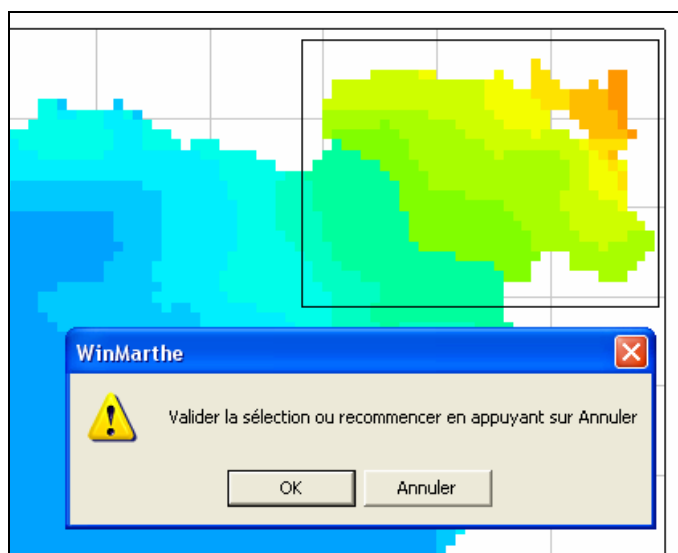 WinMarthe
Valider la sélection ou recommencer en appuyant sur Annuler
OK
Annuler